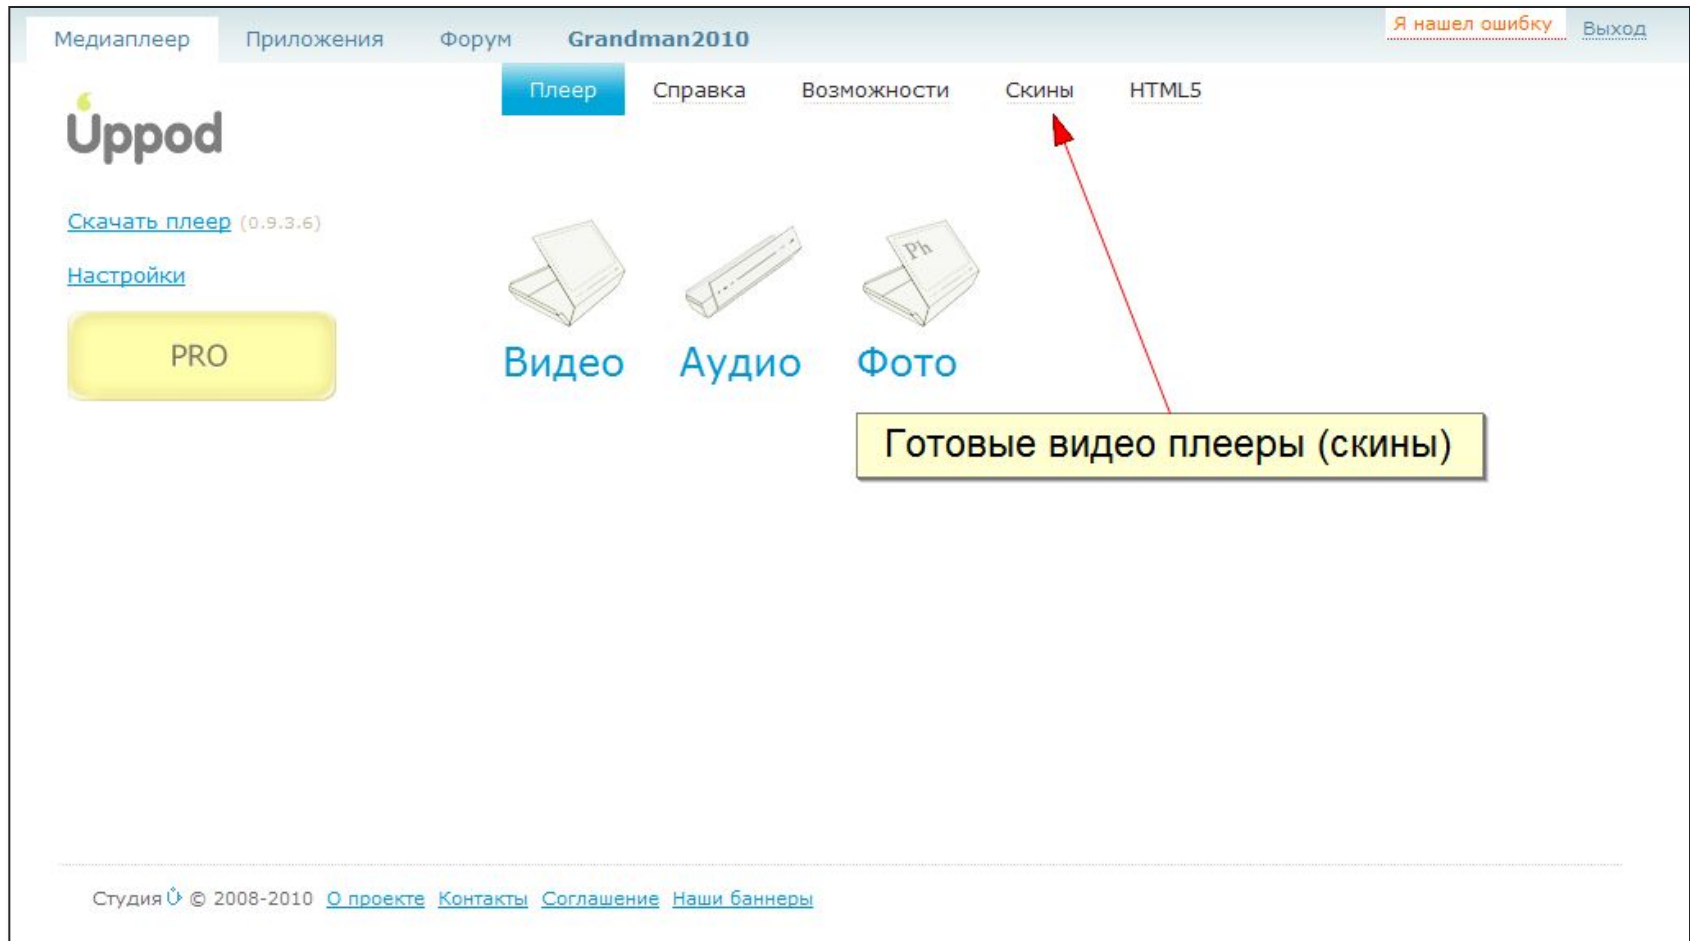 Медиаплеер Приложения Форум Grandman2010 Я нашел ошибку Выход
Плеер Справка Возможности Скины HTML5
Uppod
Скачать плеер (0.9.3.6)
Настройки
PRO
Ph
Видео Аудио Фото
Готовые видео плееры (скины)
Студия Ů © 2008-2010 О проекте Контакты Соглашение Наши баннеры